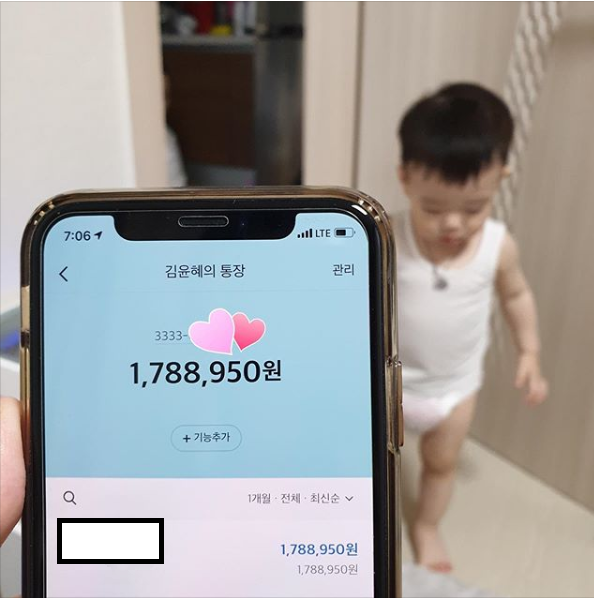 7:06 LTE
김윤혜의 통장 관리
3333-
1,788,950원
+ 기능추가
1개월 · 전체 · 최신순
1,788,950원
1,788,950원